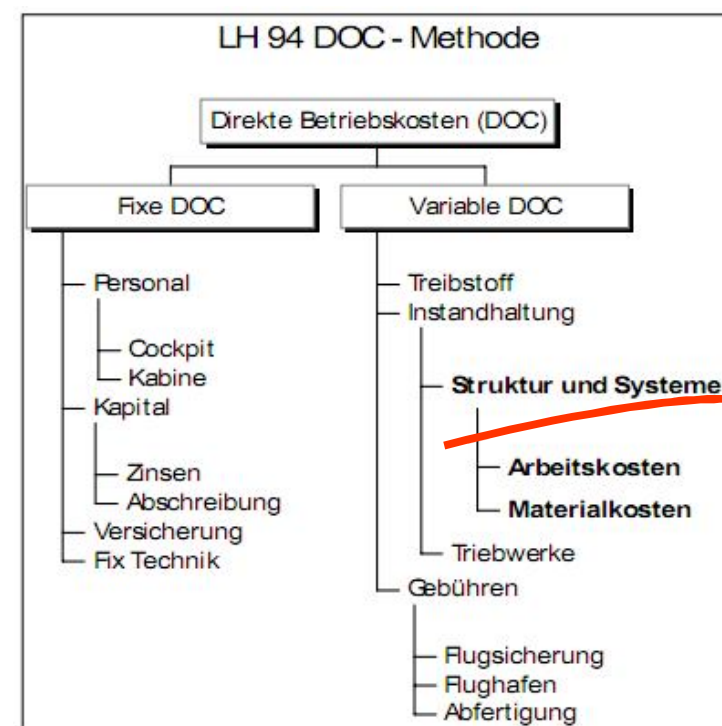 LH 94 DOC - Methode
Direkte Betriebskosten (DOC)
Fixe DOC
Variable DOC
Personal
Cockpit
Kabine
Kapital
Zinsen
Abschreibung
Versicherung
Fix Technik
Treibstoff
Instandhaltung
Struktur und Systeme
Arbeitskosten
Materialkosten
Triebwerke
Gebühren
Flugsicherung
Flughafen
Abfertigung